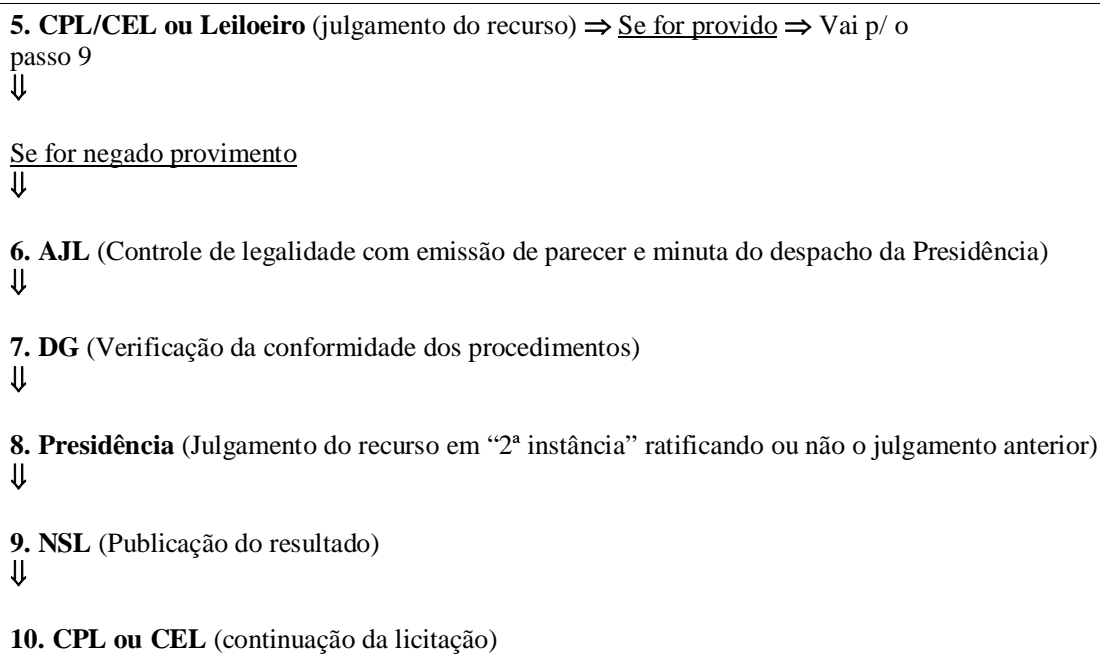 5. CPL/CEL ou Leiloeiro (julgamento do recurso) ⇒ Se for provido ⇒ Vai p/ o
passo 9
⇓
Se for negado provimento
⇓
6. AJL (Controle de legalidade com emissão de parecer e minuta do despacho da Presidência)
⇓
7. DG (Verificação da conformidade dos procedimentos)
⇓
8. Presidência (Julgamento do recurso em “2ª instância” ratificando ou não o julgamento anterior)
⇓
9. NSL (Publicação do resultado)
⇓
10. CPL ou CEL (continuação da licitação)